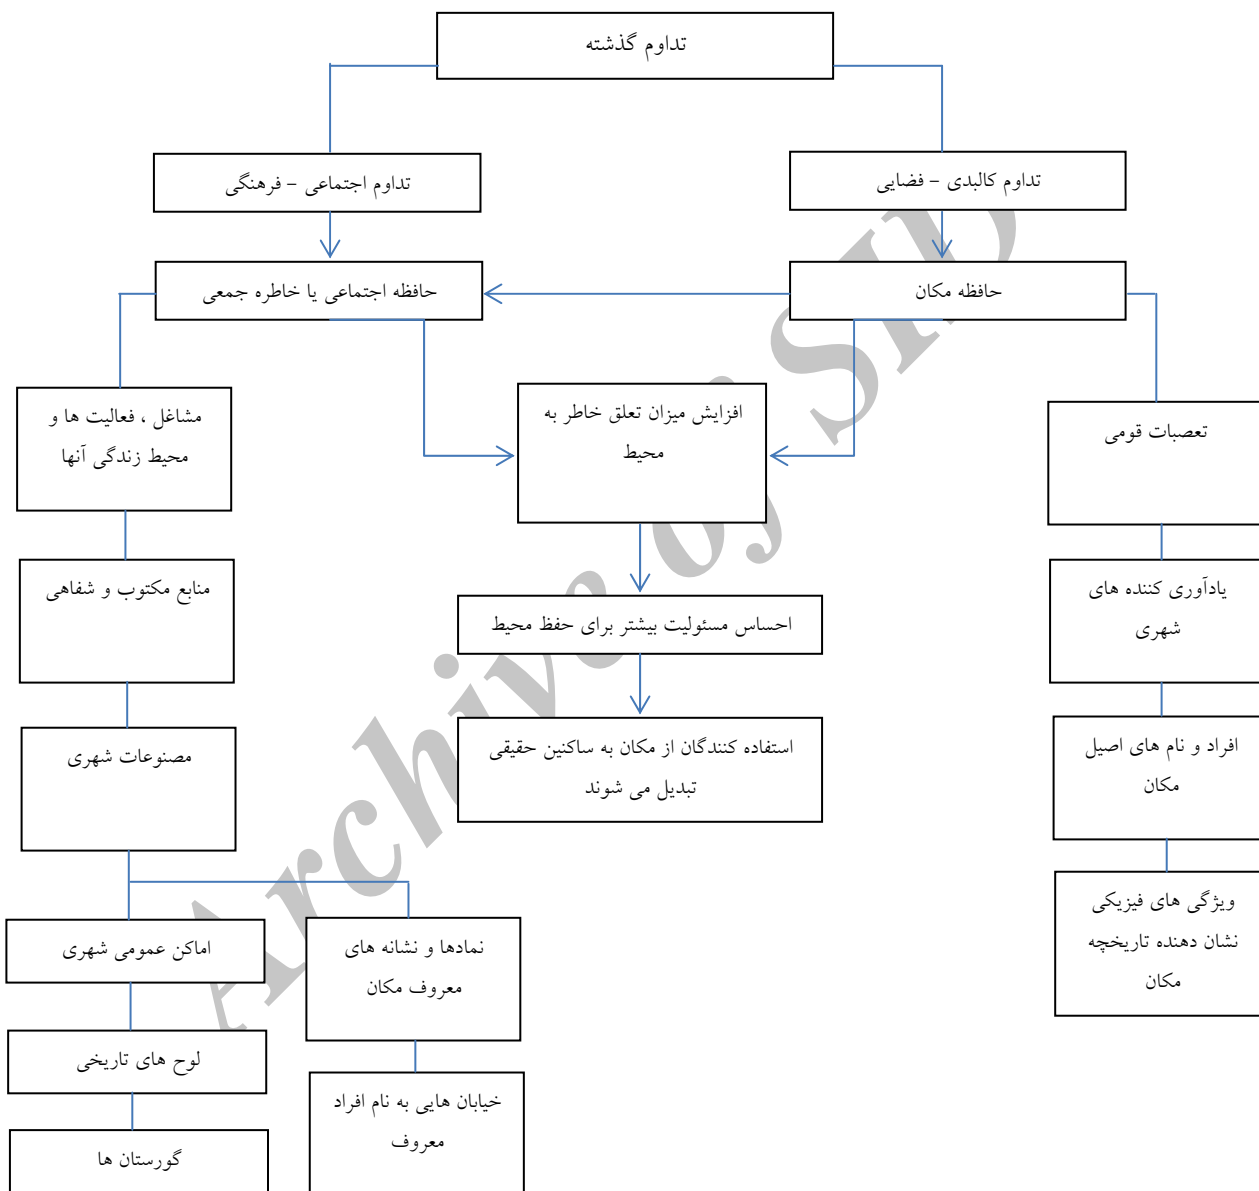 تداوم گذشته
تداوم کالبدی – فضایی
تداوم اجتماعی – فرهنگی
حافظه مکان
حافظه اجتماعی یا خاطره جمعی
تعصبات قومی
یادآوری کننده های
شهری
افراد و نام های اصیل
مکان
ویژگی های فیزیکی
نشان دهنده تاریخچه
مکان
افزایش میزان تعلق خاطر به
محیط
احساس مسئولیت بیشتر برای حفظ محیط
استفاده کنندگان از مکان به ساکنین حقیقی
تبدیل می شوند
مشاغل ، فعالیت ها و
محیط زندگی آنها
منابع مکتوب و شفاهی
مصنوعات شهری
نمادها و نشانه های
معروف مکان
خیابان هایی به نام افراد
معروف
اماکن عمومی شهری
لوح های تاریخی
گورستان ها
Archive of SID